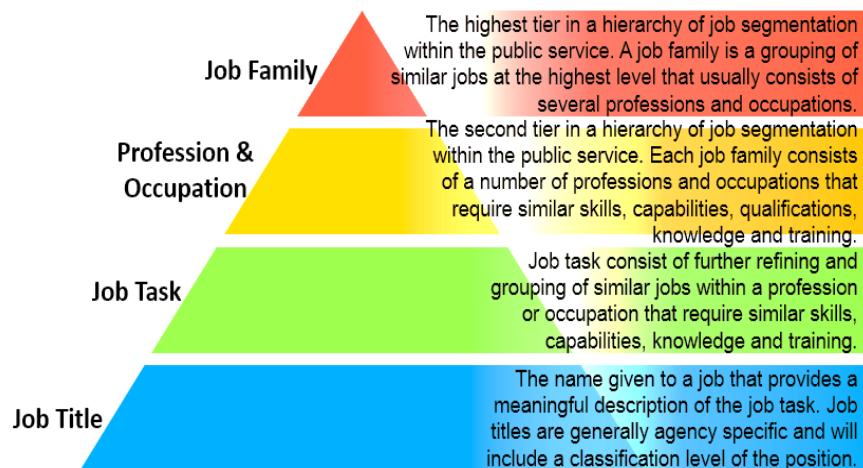 Job Family
The highest tier in a hierarchy of job segmentation
within the public service. A job family is a grouping of
similar jobs at the highest level that usually consists of
several professions and occupations.
Profession &
Occupation
The second tier in a hierarchy of job segmentation
within the public service. Each job family consists
of a number of professions and occupations that
require similar skills, capabilities, qualifications,
knowledge and training.
Job Task
Job task consist of further refining and
grouping of similar jobs within a profession
or occupation that require similar skills,
capabilities, knowledge and training.
Job Title
The name given to a job that provides a
meaningful description of the job task. Job
titles are generally agency specific and will
include a classification level of the position.